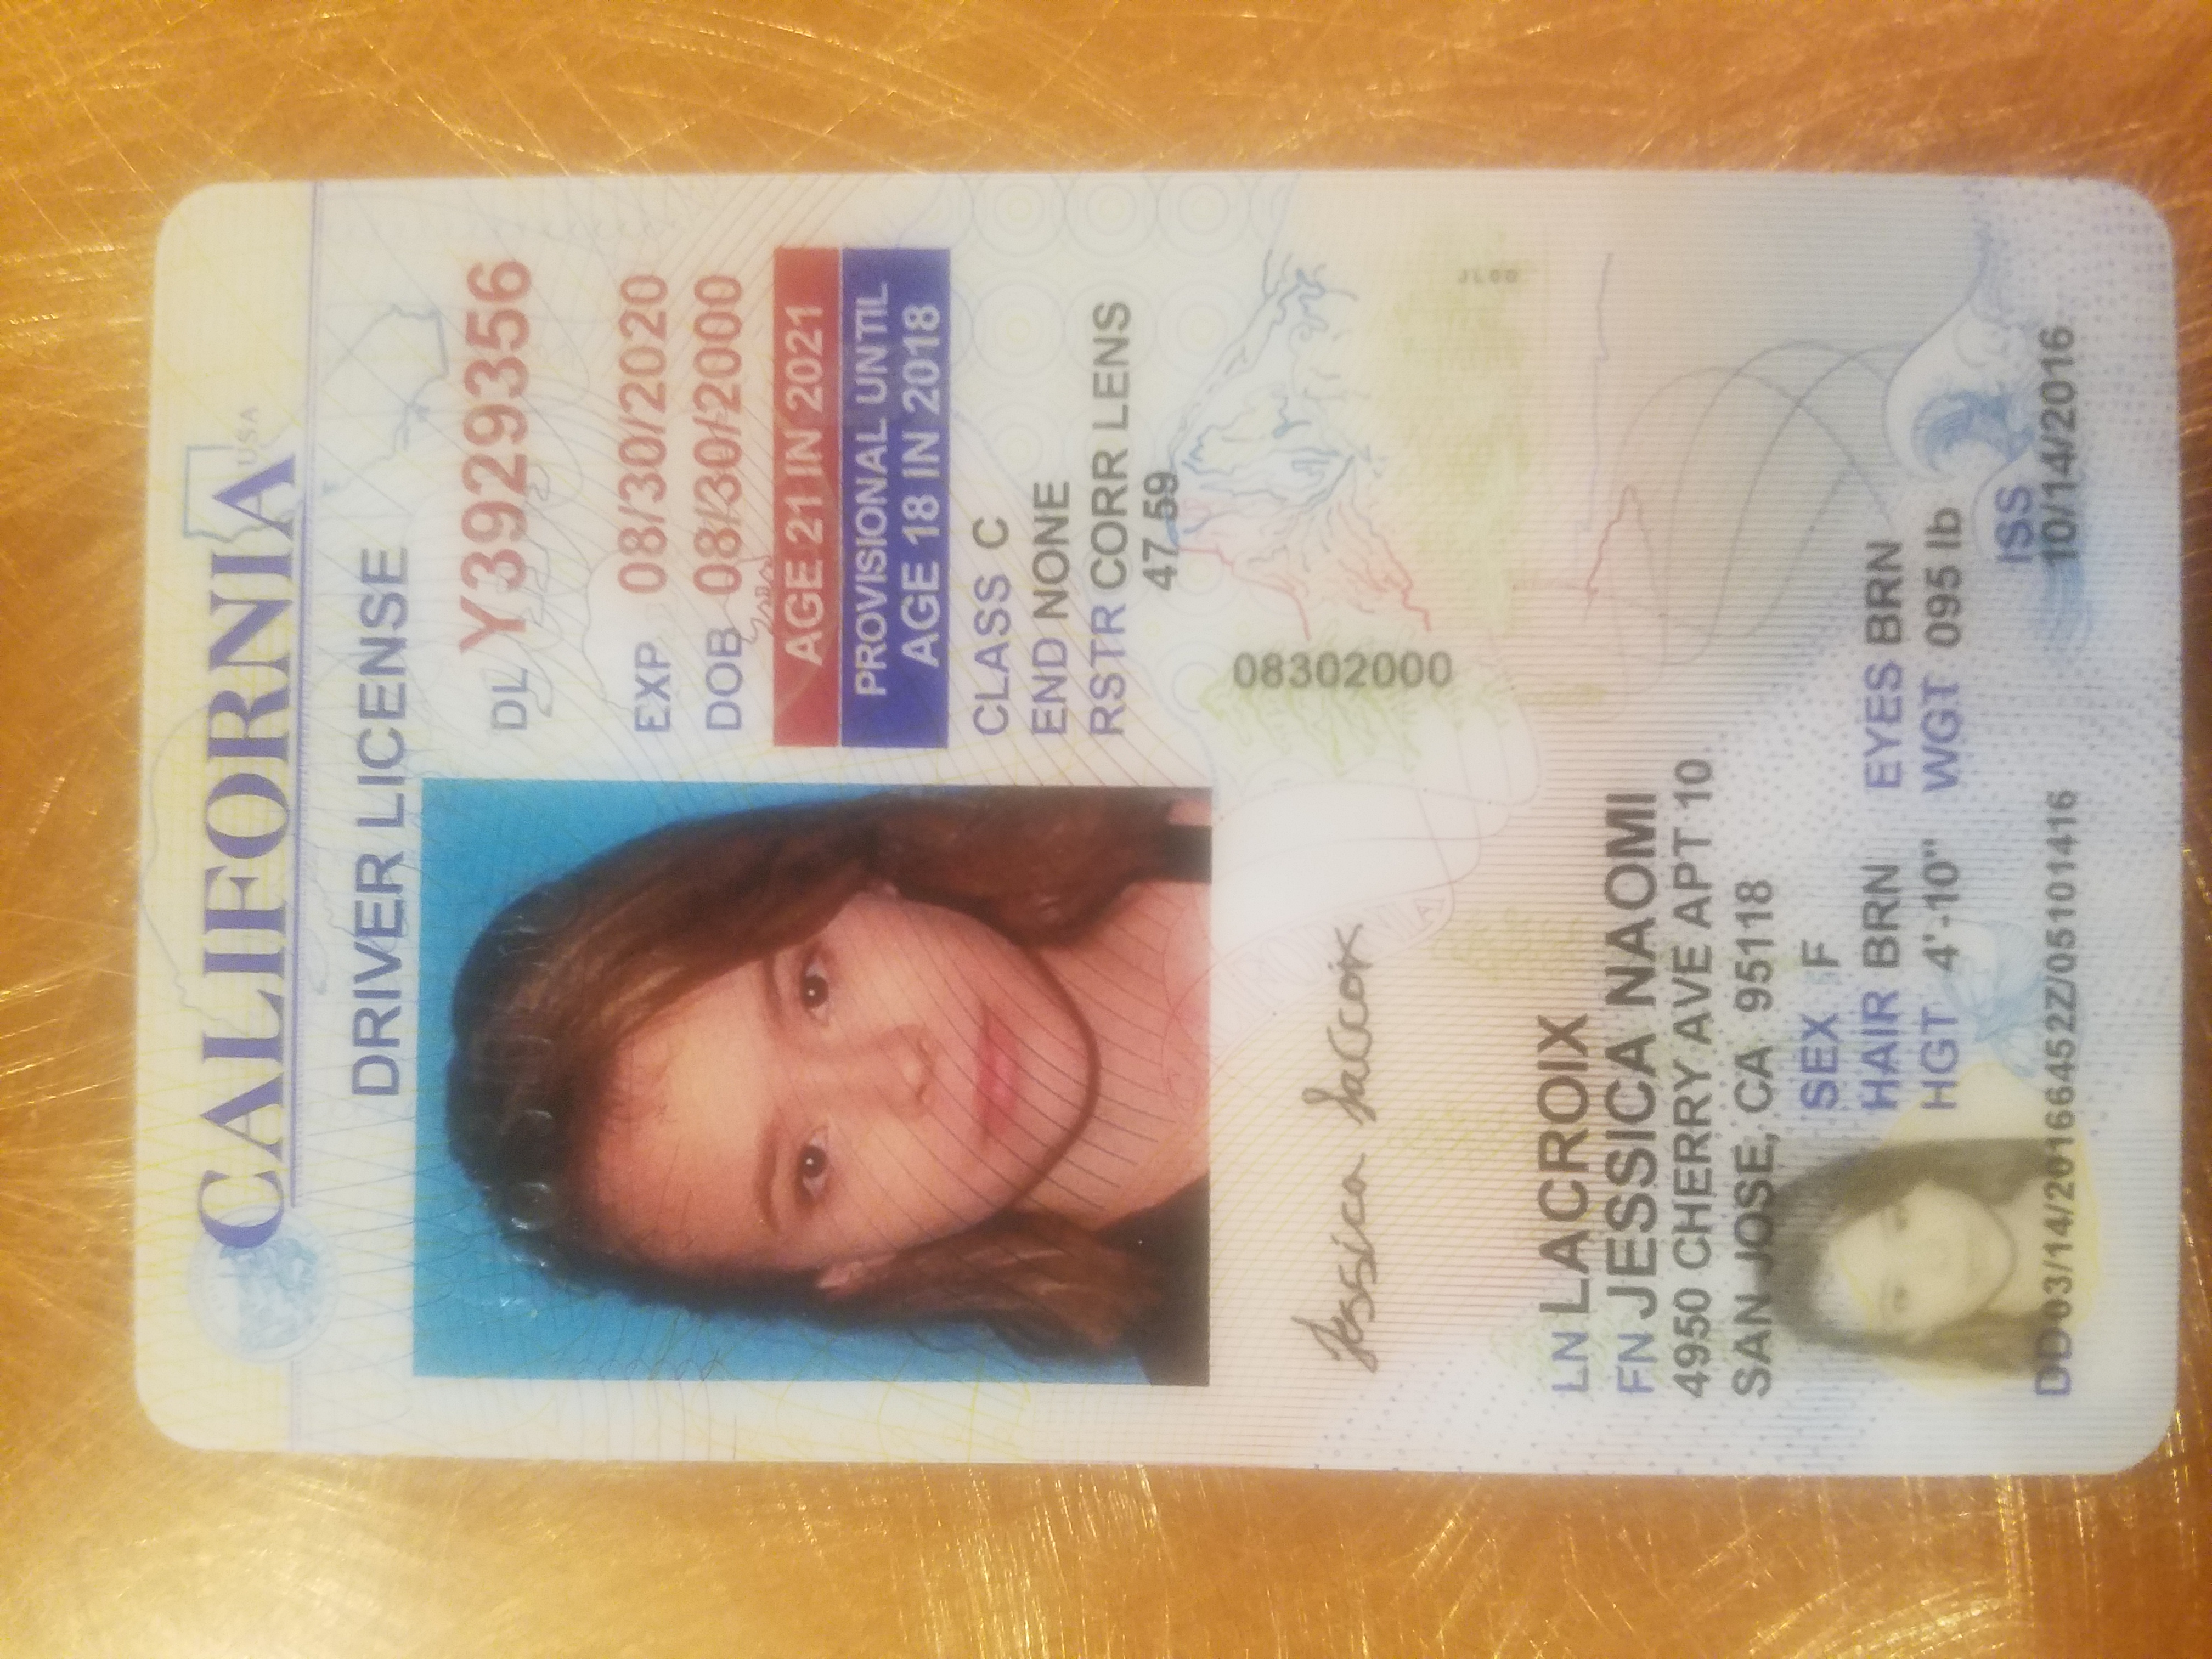 CALIFORNIA
USA
DRIVER LICENSE
DL Y3929356
EXP 08/30/2020
DOB 08/30/2000
AGE 21 IN 2021
PROVISIONAL UNTIL
AGE 18 IN 2018
CLASS C
END NONE
RSTR CORR LENS
47 59
08302000
Jessica LaCroix
LN LACROIX
FN JESSICA NAOMI
4950 CHERRY AVE APT 10
SAN JOSE, CA 95118
SEX F
HAIR BRN EYES BRN
HGT 4'-10" WGT 095 lb
ISS
DD 03/14/20166452Z/05101416 10/14/2016